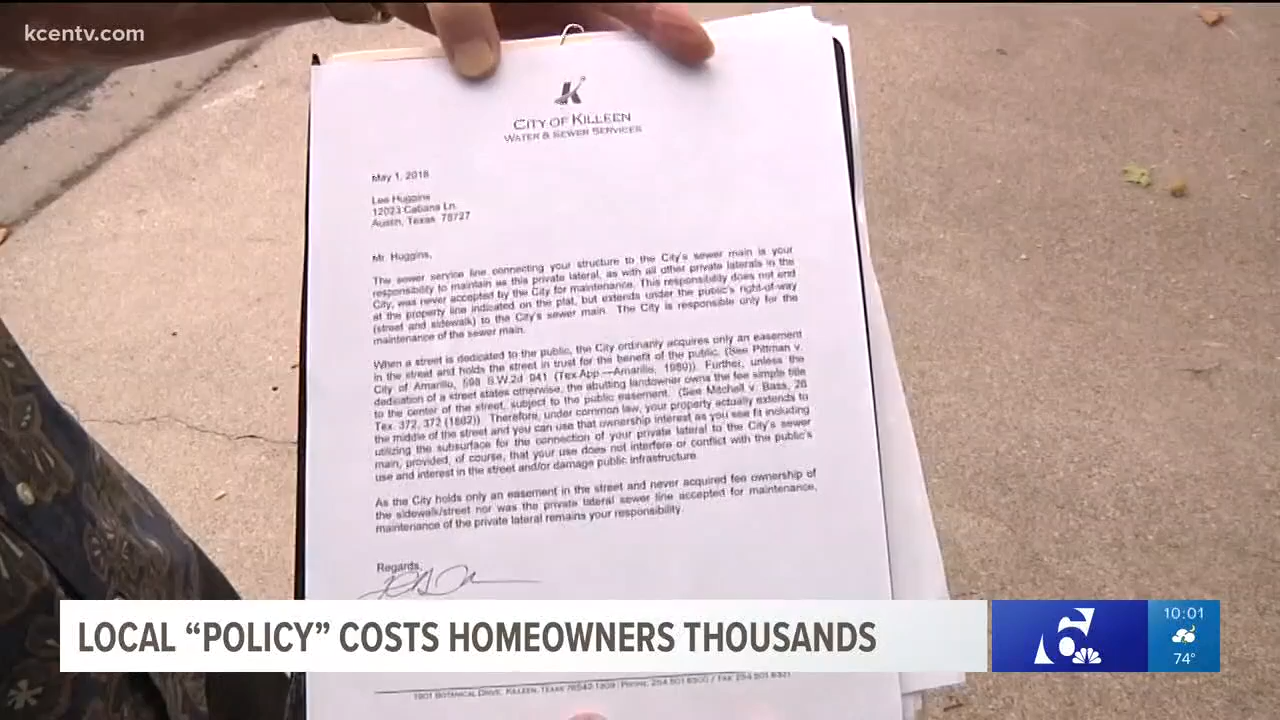 kcentv.com
K
CITY OF KILLEEN
WATER & SEWER SERVICES
May 1, 2018
Lee Huggins
12023 Cabana Ln.
Austin, Texas 78727
Mr. Huggins,
The sewer service line connecting your structure to the City's sewer main is your
responsibility to maintain as this private lateral, as with all other private laterals in the
City, was never accepted by the City for maintenance. This responsibility does not end
at the property line indicated on the plat, but extends under the public's right-of-way
(street and sidewalk) to the City's sewer main. The City is responsible only for the
maintenance of the sewer main.
When a street is dedicated to the public, the City ordinarily acquires only an easement
in the street and holds the street in trust for the benefit of the public. (See Pittman v.
City of Amarillo, 598 S.W.2d 941 (Tex.App.—Amarillo, 1980)). Further, unless the
dedication of a street states otherwise, the abutting landowner owns the fee simple title
to the center of the street, subject to the public easement. (See Mitchell v. Bass, 26
Tex. 372, 372 (1862)). Therefore, under common law, your property actually extends to
the middle of the street and you can use that ownership interest as you see fit including
utilizing the subsurface for the connection of your private lateral to the City's sewer
main, provided, of course, that your use does not interfere or conflict with the public's
use and interest in the street and/or damage public infrastructure.
As the City holds only an easement in the street and never acquired fee ownership of
the sidewalk/street nor was the private lateral sewer line accepted for maintenance,
maintenance of the private lateral remains your responsibility.
Regards,
LOCAL “POLICY” COSTS HOMEOWNERS THOUSANDS
6
10:01
74°
BOTANICAL DRIVE, KILLEEN, TEXAS